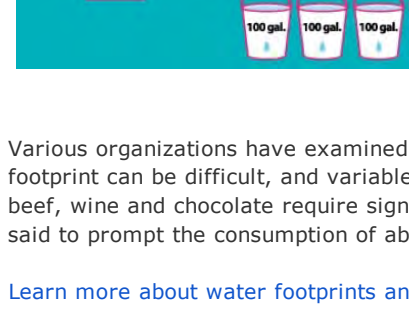 100 gal. 100 gal. 100 gal.
Various organizations have examined
footprint can be difficult, and variable
beef, wine and chocolate require sign
said to prompt the consumption of ab
Learn more about water footprints an